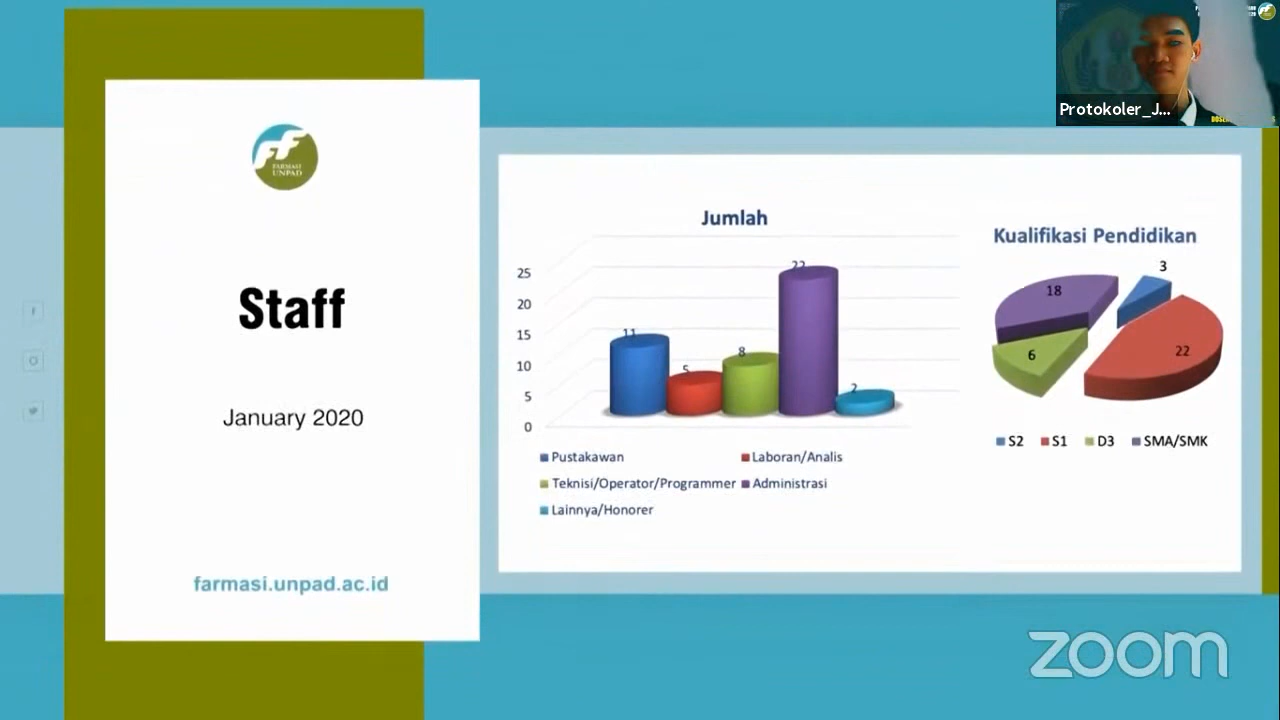 FARMASI
UNPAD
Staff
January 2020
farmasi.unpad.ac.id
Jumlah
25
20
15
10
5
0
11
5
8
23
2
Pustakawan
Laboran/Analis
Teknisi/Operator/Programmer
Administrasi
Lainnya/Honorer
Kualifikasi Pendidikan
3
18
22
6
S2
S1
D3
SMA/SMK
Protokoler_J...
zoom